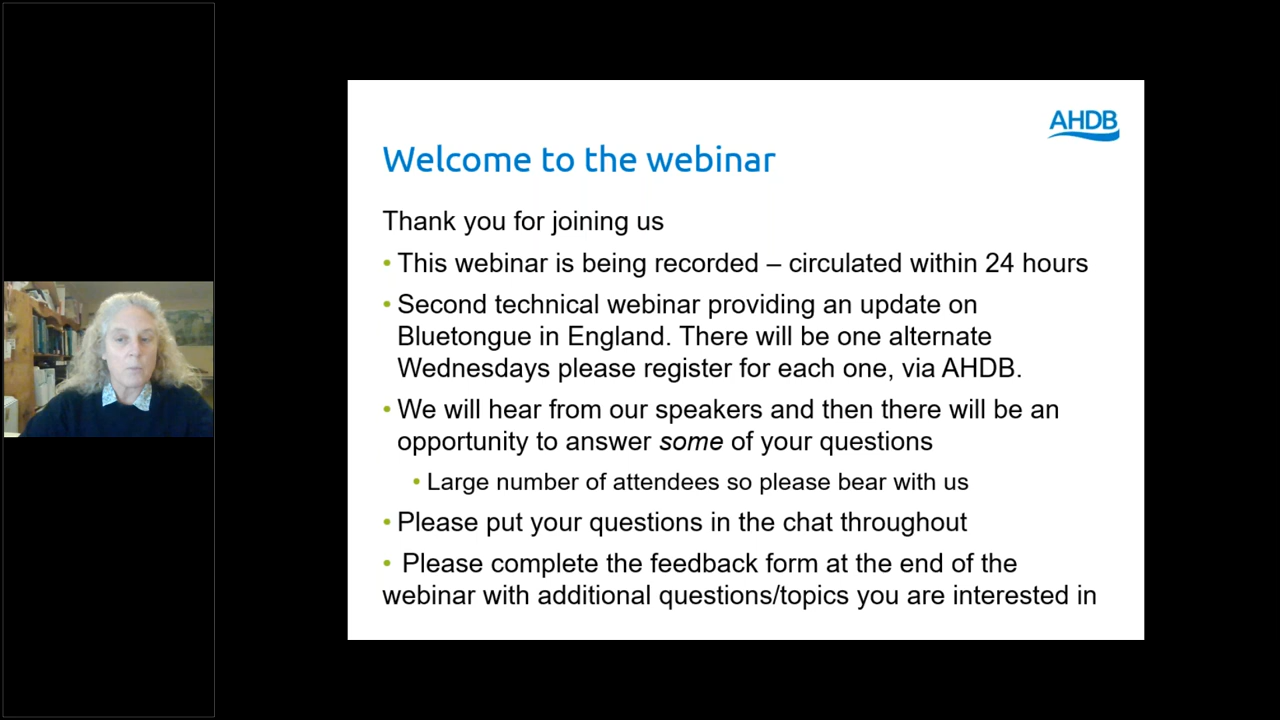 AHDB
Welcome to the webinar
Thank you for joining us
• This webinar is being recorded – circulated within 24 hours
• Second technical webinar providing an update on
Bluetongue in England. There will be one alternate
Wednesdays please register for each one, via AHDB.
• We will hear from our speakers and then there will be an
opportunity to answer some of your questions
• Large number of attendees so please bear with us
• Please put your questions in the chat throughout
• Please complete the feedback form at the end of the
webinar with additional questions/topics you are interested in